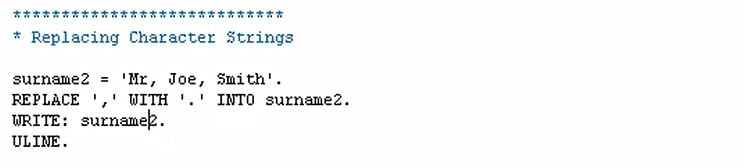 ****************************
* Replacing Character Strings
surname2 = 'Mr, Joe, Smith'.
REPLACE ',' WITH '.' INTO surname2.
WRITE: surname2.
ULINE.